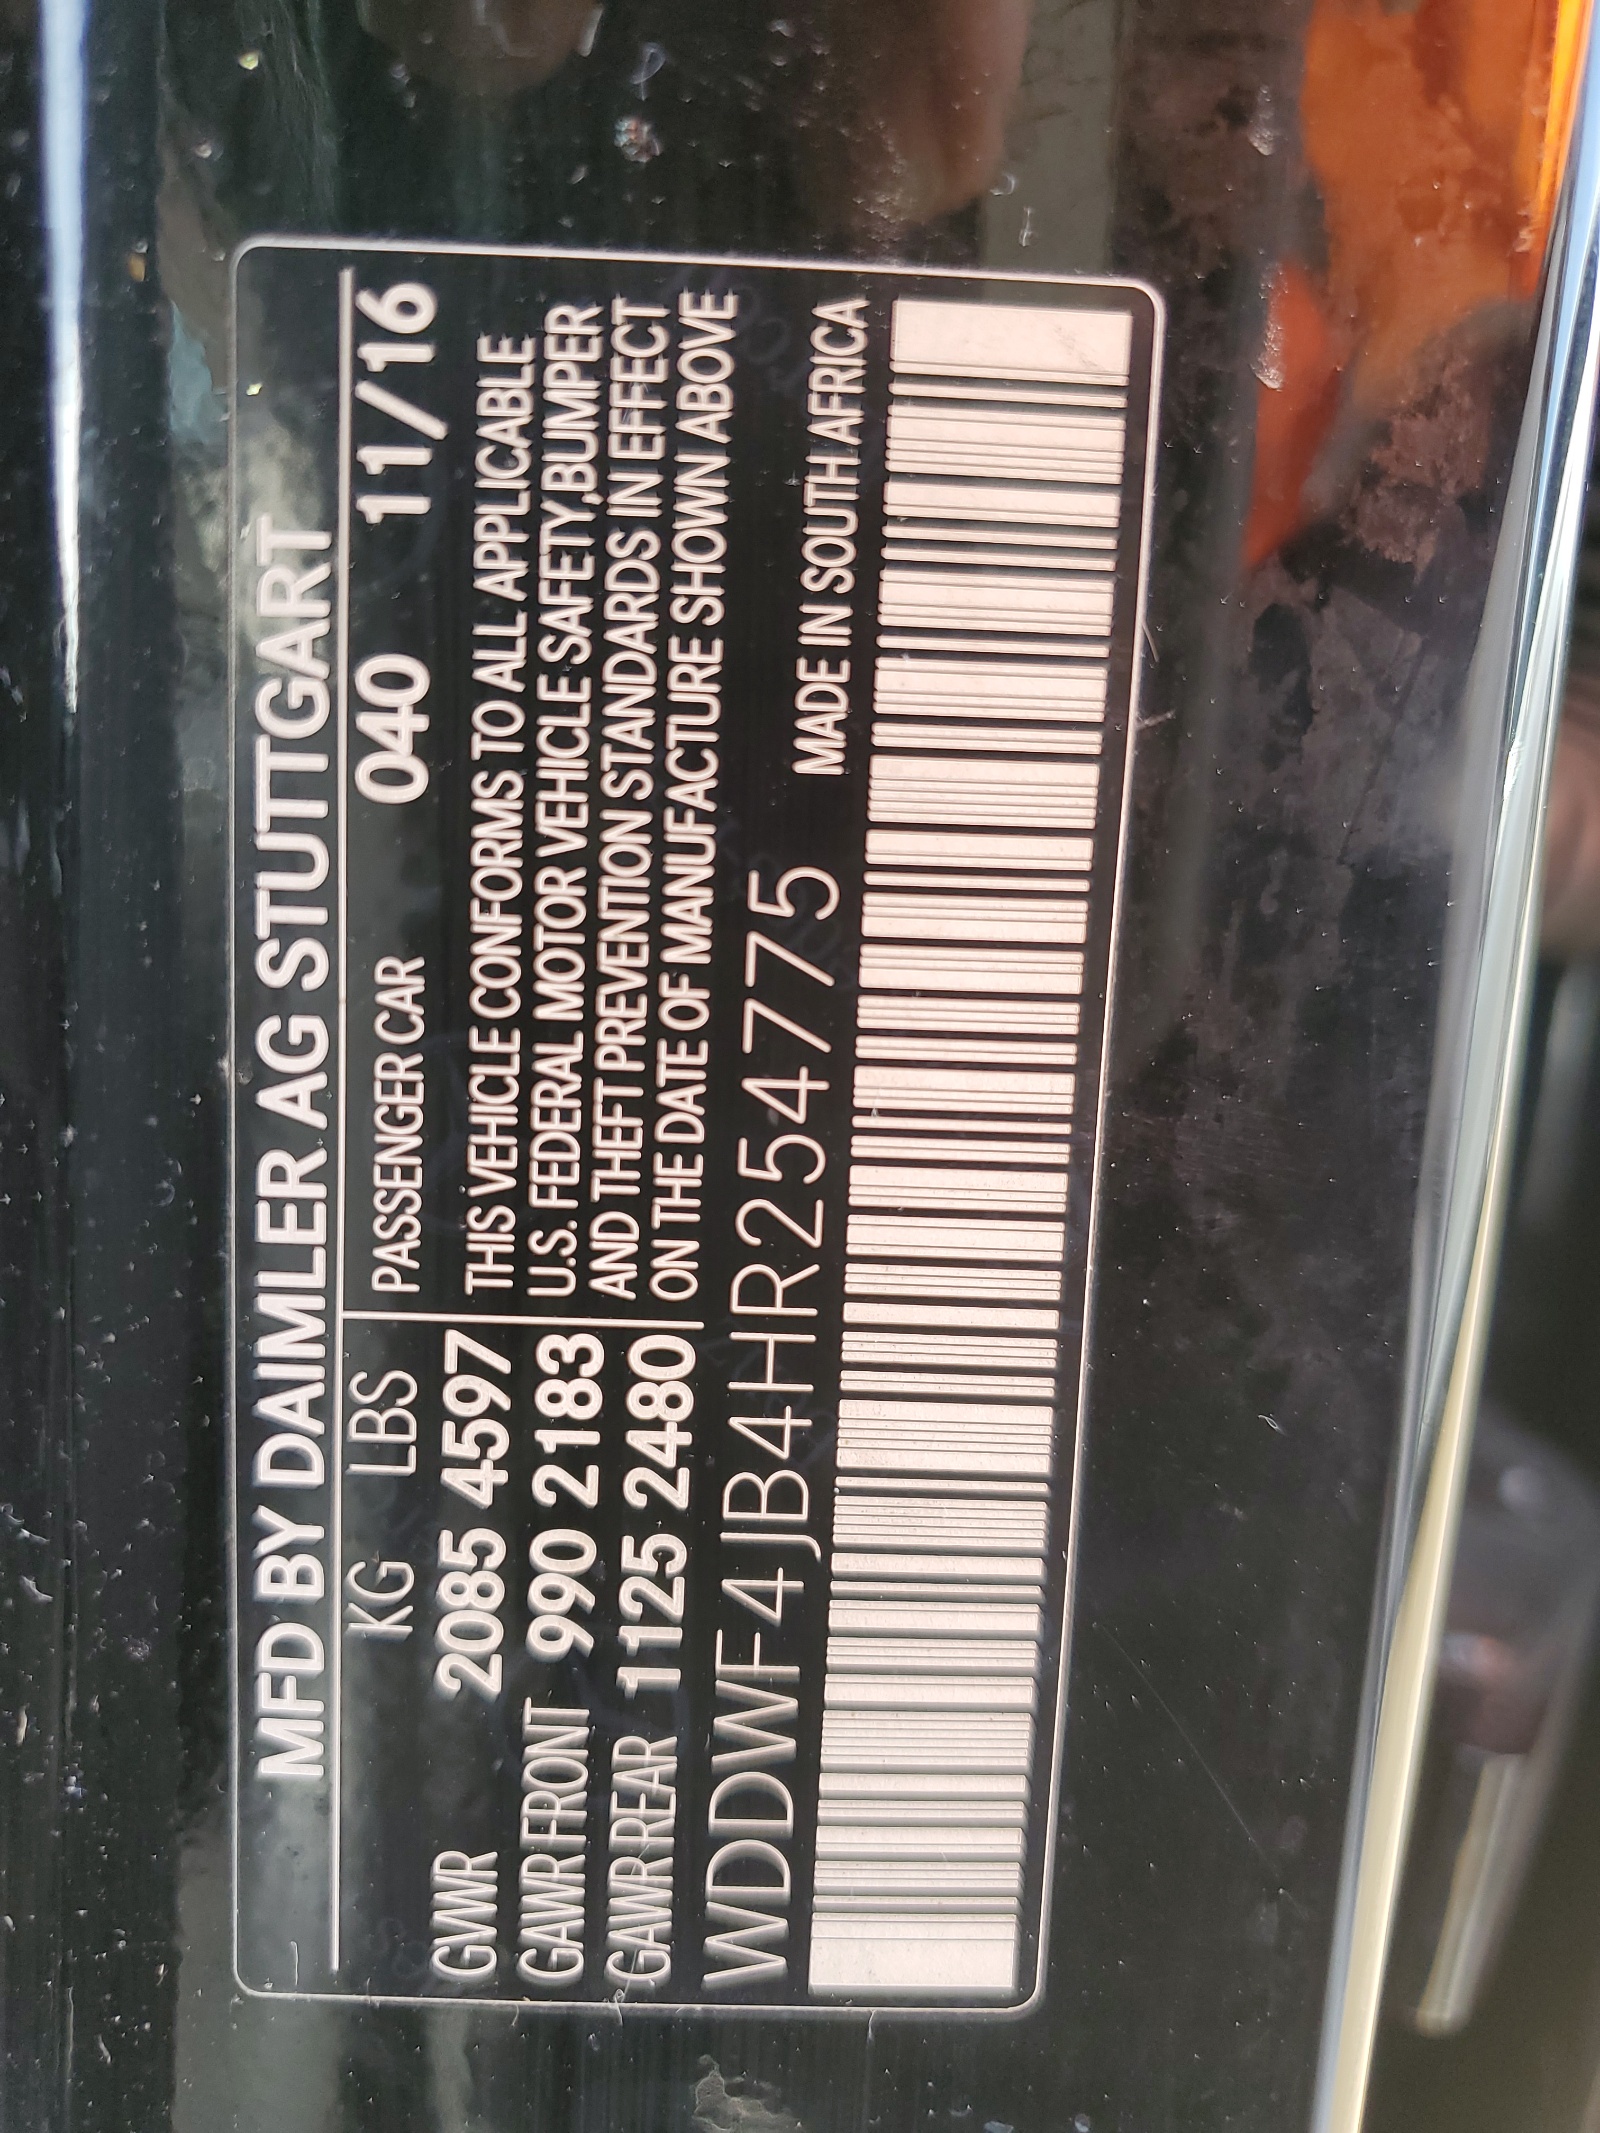 MFD BY DAIMLER AG STUTTGART
KG LBS
PASSENGER CAR 040 11/16
GVWR 2085 4597
GAWR FRONT 990 2183
GAWR REAR 1125 2480
THIS VEHICLE CONFORMS TO ALL APPLICABLE
U.S. FEDERAL MOTOR VEHICLE SAFETY,BUMPER
AND THEFT PREVENTION STANDARDS IN EFFECT
ON THE DATE OF MANUFACTURE SHOWN ABOVE
WDDWF4JB4HR254775
MADE IN SOUTH AFRICA